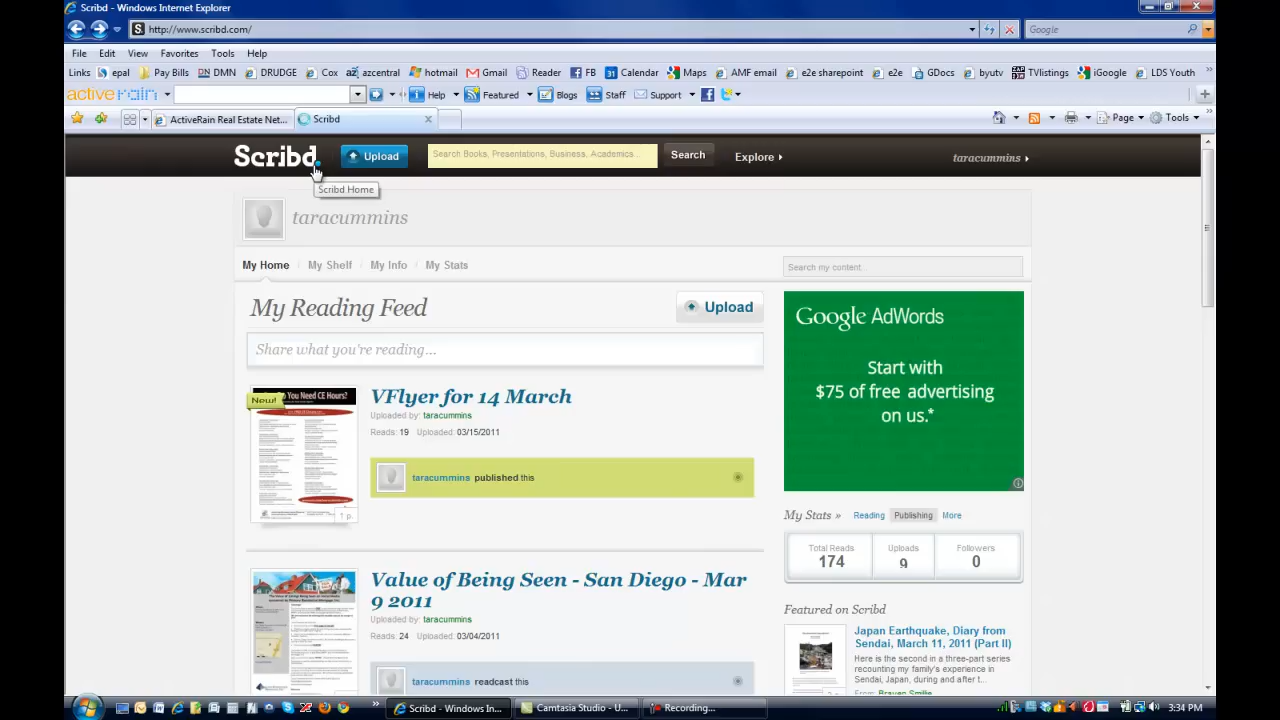 Scribd - Windows Internet Explorer
http://www.scribd.com/
Google
File Edit View Favorites Tools Help
Links epal Pay Bills DMN DRUDGE Cox azcentral hotmail Gmail Reader FB Calendar Maps AMF email e2e sharepoint e2e GDocs byutv TVlistings iGoogle LDS Youth
activerain Help Featured Blogs Staff Support
ActiveRain Real Estate Net... Scribd Page Tools
Scribd. Upload Search Books, Presentations, Business, Academics... Search Explore taracummins
Scribd Home
taracummins
My Home My Shelf My Info My Stats Search my content...
My Reading Feed Upload
Share what you're reading...
Google AdWords
Start with
$75 of free advertising
on us.*
New!
VFlyer for 14 March
Uploaded by: taracummins
Reads: 19 Uploaded: 03/15/2011
taracummins published this
1 p.
My Stats » Reading Publishing More
Total Reads Uploads Followers
174 9 0
Value of Being Seen - San Diego - Mar
9 2011
Uploaded by: taracummins
Reads: 24 Uploaded: 03/04/2011
taracummins readcast this
Featured on Scribd
Japan Earthquake, Diary from
Sendai, March 11, 2011 (Part II)
Here is the second in a three-part series
recounting my family's experience in
Sendai, Japan, during and after t...
From: Braven Smillie
Scribd - Windows In... Camtasia Studio - U... Recording... 3:34 PM